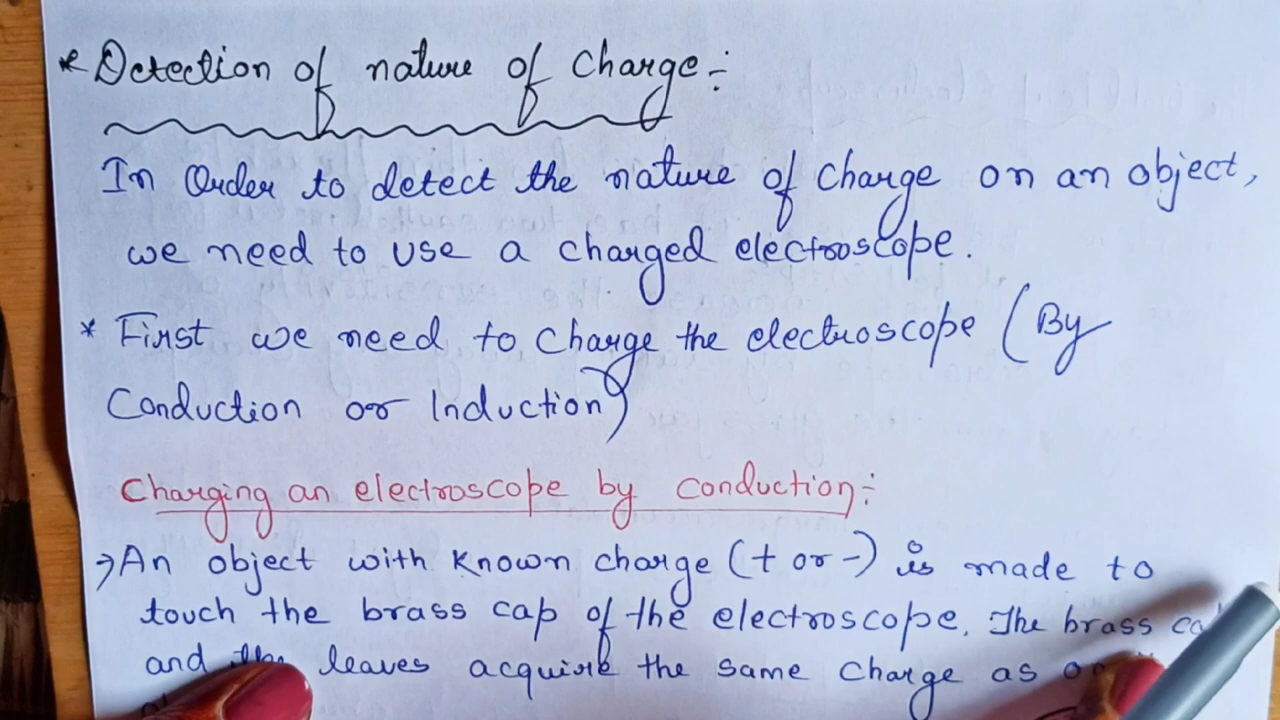 * Detection of nature of charge:-
In Order to detect the nature of charge on an object,
we need to use a charged electroscope.
* First we need to charge the electroscope (By
Conduction or Induction)
Charging an electroscope by conduction:-
→ An object with known charge (+ or -) is made to
touch the brass cap of the electroscope. The brass
and the leaves acquire the same charge as